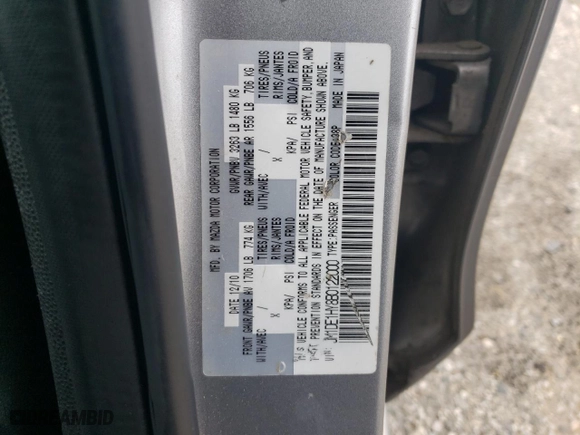 MFD. BY MAZDA MOTOR CORPORATION
DATE 12/10 GVWR/PNBV 3263 LB 1480 KG
FRONT GAWR/PNBE AV 1706 LB 774 KG REAR GAWR/PNBE AR 1556 LB 706 KG
WITH/AVEC TIRES/PNEUS WITH/AVEC TIRES/PNEUS
X RIMS/JANTES X RIMS/JANTES
KPA/ PSI COLD/A FROID KPA/ PSI COLD/A FROID
THIS VEHICLE CONFORMS TO ALL APPLICABLE FEDERAL MOTOR VEHICLE SAFETY, BUMPER, AND
THEFT PREVENTION STANDARDS IN EFFECT ON THE DATE OF MANUFACTURE SHOWN ABOVE.
VIN: TYPE: PASSENGER COLOR CODE: 38P MADE IN JAPAN